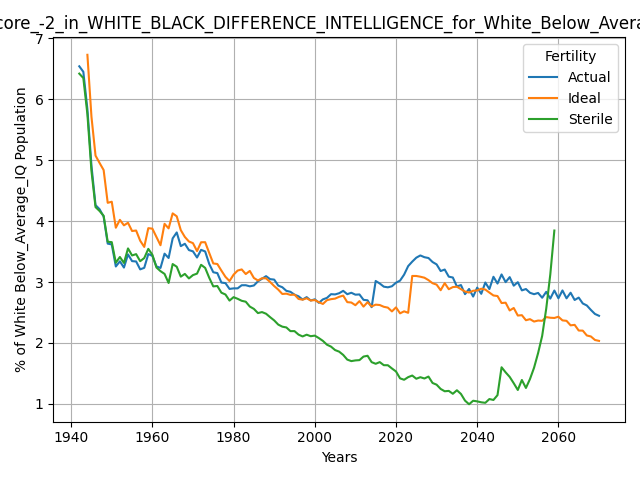 core_-2_in_WHITE_BLACK_DIFFERENCE_INTELLIGENCE_for_White_Below_Avera
% of White Below_Average_IQ Population
7
6
5
4
3
2
1
Fertility
Actual
Ideal
Sterile
1940 1960 1980 2000 2020 2040 2060
Years